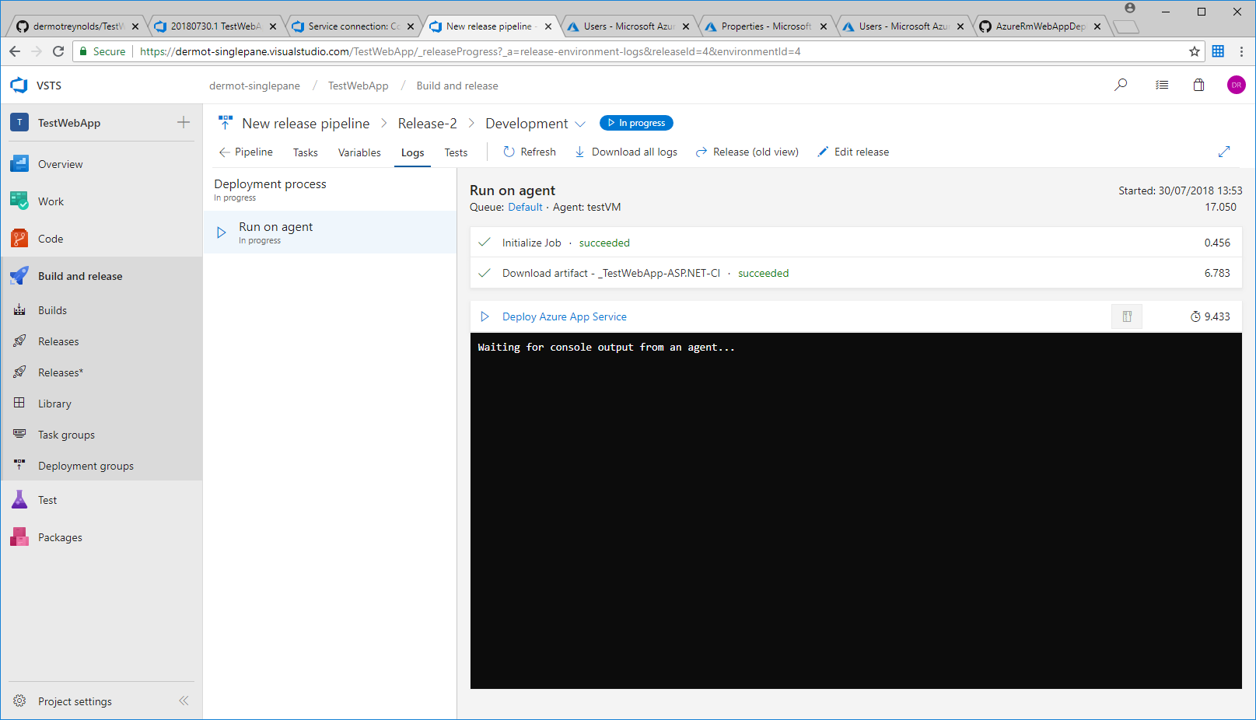 dermotreynolds/TestW
20180730.1 TestWebA
Service connection: Co
New release pipeline -
Users - Microsoft Azu
Properties - Microsoft
Users - Microsoft Azu
AzureRmWebAppDep
Secure
https://dermot-singlepane.visualstudio.com/TestWebApp/_releaseProgress?_a=release-environment-logs&releaseId=4&environmentId=4
VSTS
dermot-singlepane / TestWebApp / Build and release
DR
T TestWebApp
New release pipeline > Release-2 > Development In progress
Pipeline Tasks Variables Logs Tests Refresh Download all logs Release (old view) Edit release
Overview
Work
Code
Build and release
Builds
Releases
Releases*
Library
Task groups
Deployment groups
Test
Packages
Project settings
Deployment process
In progress
Run on agent
In progress
Run on agent
Started: 30/07/2018 13:53
Queue: Default · Agent: testVM
17.050
Initialize Job · succeeded 0.456
Download artifact - _TestWebApp-ASP.NET-CI · succeeded 6.783
Deploy Azure App Service 9.433
Waiting for console output from an agent...